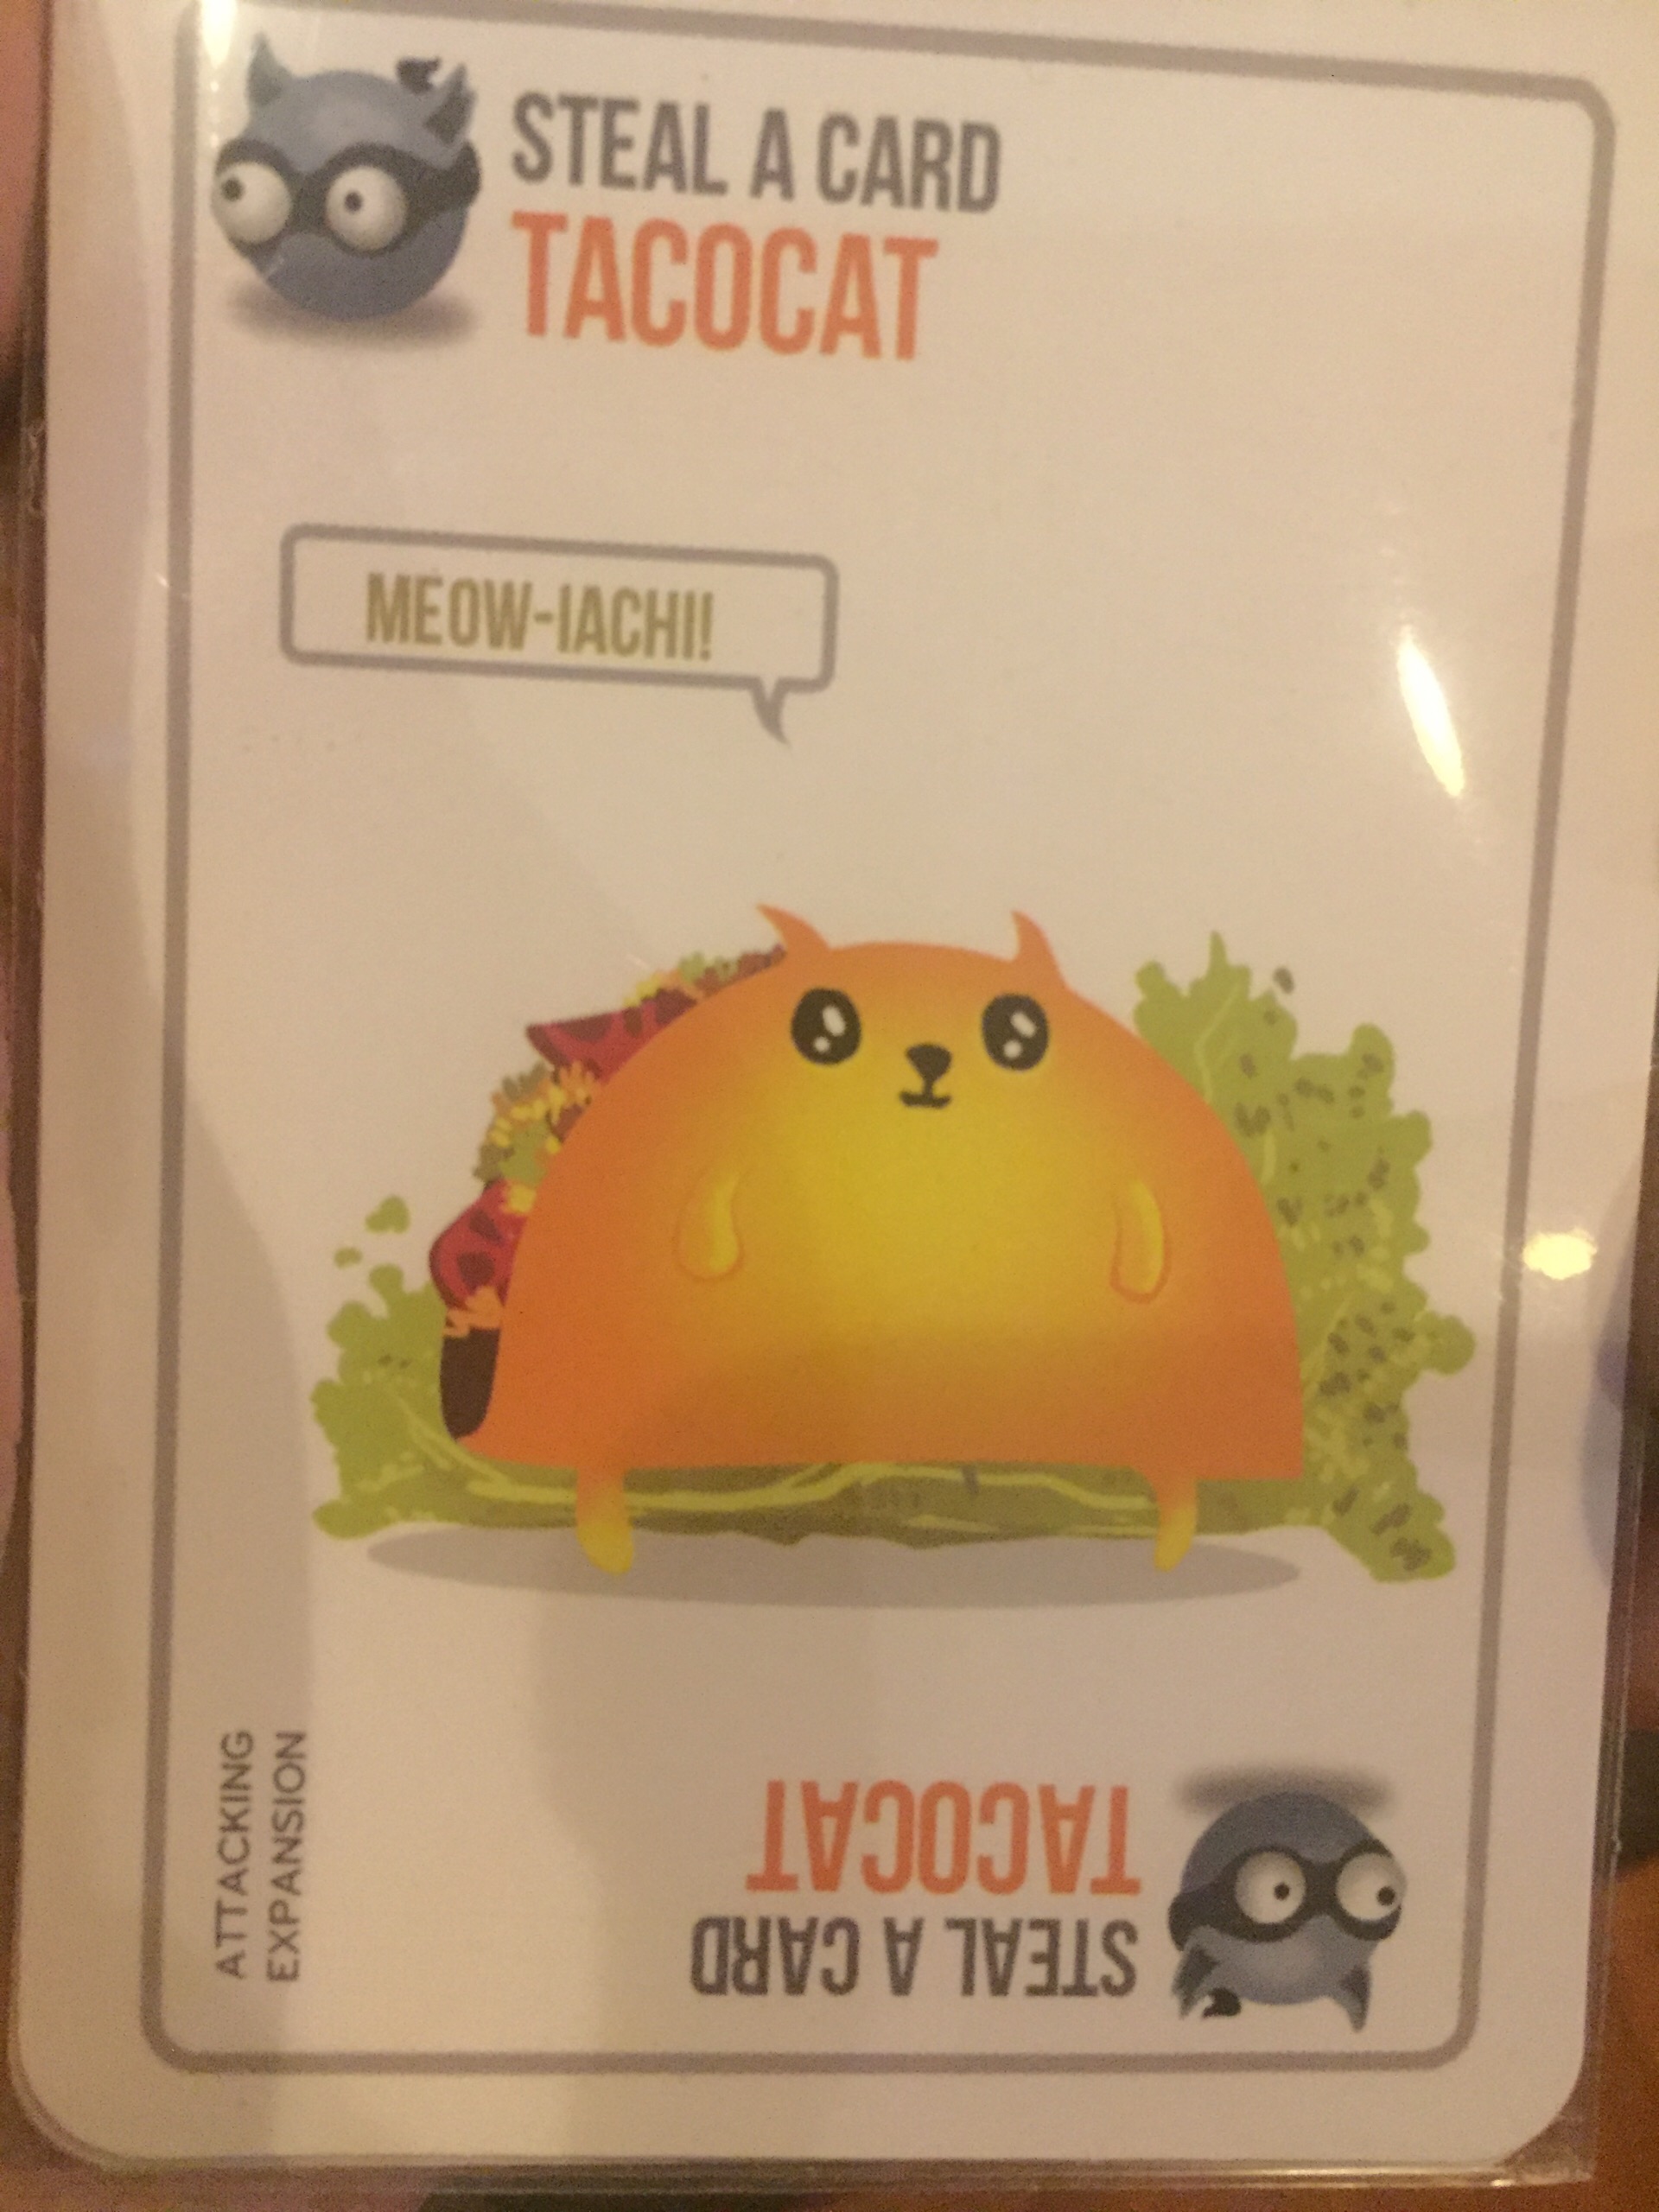 STEAL A CARD
TACOCAT
MEOW-IACHI!
ATTACKING
EXPANSION
STEAL A CARD
TACOCAT